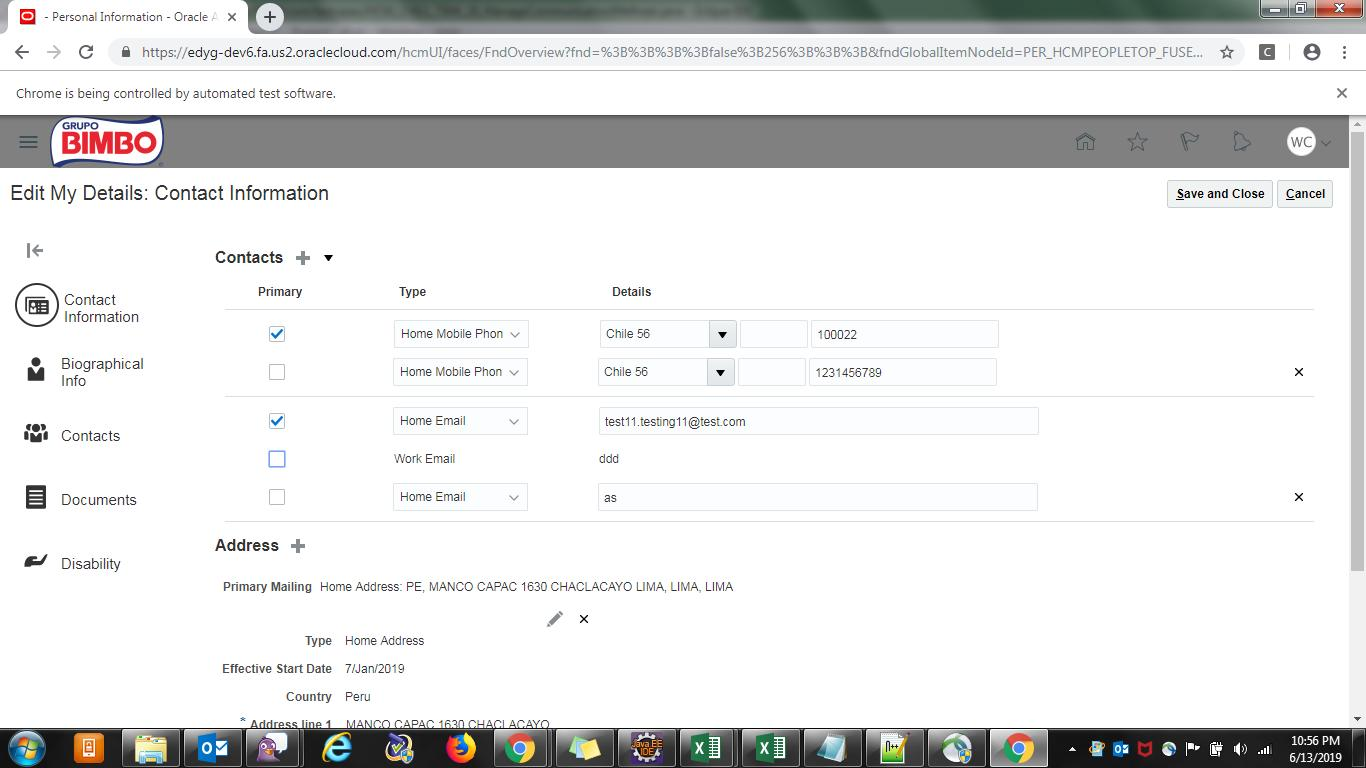 - Personal Information - Oracle A
https://edyg-dev6.fa.us2.oraclecloud.com/hcmUI/faces/FndOverview?fnd=%3B%3B%3B%3Bfalse%3B256%3B%3B%3B&fndGlobalItemNodeId=PER_HCMPEOPLETOP_FUSE...
C
Chrome is being controlled by automated test software.
GRUPO
BIMBO
WC
Edit My Details: Contact Information
Save and Close
Cancel
Contacts
Primary
Type
Details
Contact
Information
Home Mobile Phon
Chile 56
100022
Biographical
Info
Home Mobile Phon
Chile 56
1231456789
Home Email
test11.testing11@test.com
Contacts
Work Email
ddd
Documents
Home Email
as
Address
Disability
Primary Mailing Home Address: PE, MANCO CAPAC 1630 CHACLACAYO LIMA, LIMA, LIMA
Type Home Address
Effective Start Date 7/Jan/2019
Country Peru
* Address line 1 MANCO CAPAC 1630 CHACLACAYO
Java EE
IDE
10:56 PM
6/13/2019